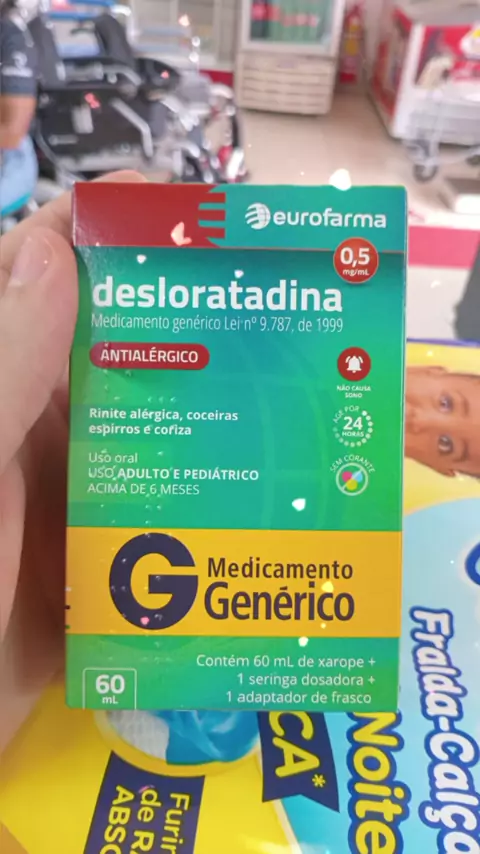 eurofarma
0,5
mg/mL
desloratadina
Medicamento genérico Lei nº 9.787, de 1999
ANTIALÉRGICO
NÃO CAUSA
SONO
Rinite alérgica, coceiras
espirros e coriza
AGE POR
24
HORAS
Uso oral
USO ADULTO E PEDIÁTRICO
ACIMA DE 6 MESES
SEM CORANTE
G Medicamento
Genérico
Contém 60 mL de xarope +
1 seringa dosadora +
1 adaptador de frasco
60
mL
Fralda-Calça
Noite